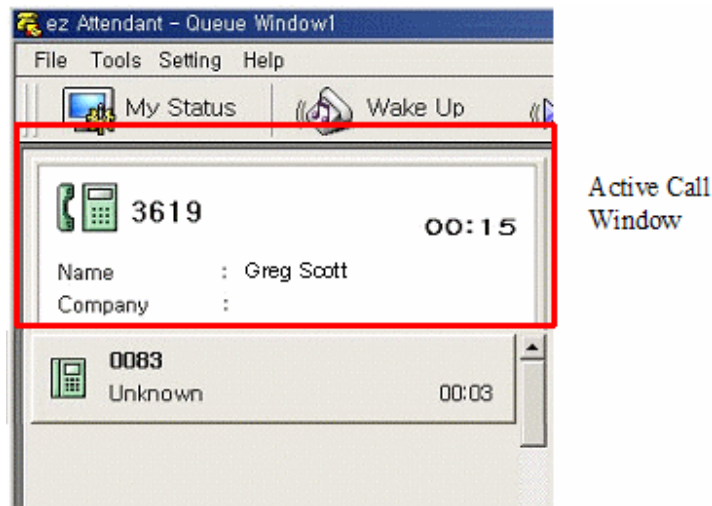 ez Attendant - Queue Window1
File Tools Setting Help
My Status Wake Up
3619
00:15
Name : Greg Scott
Company :
0083
Unknown 00:03
Active Call
Window